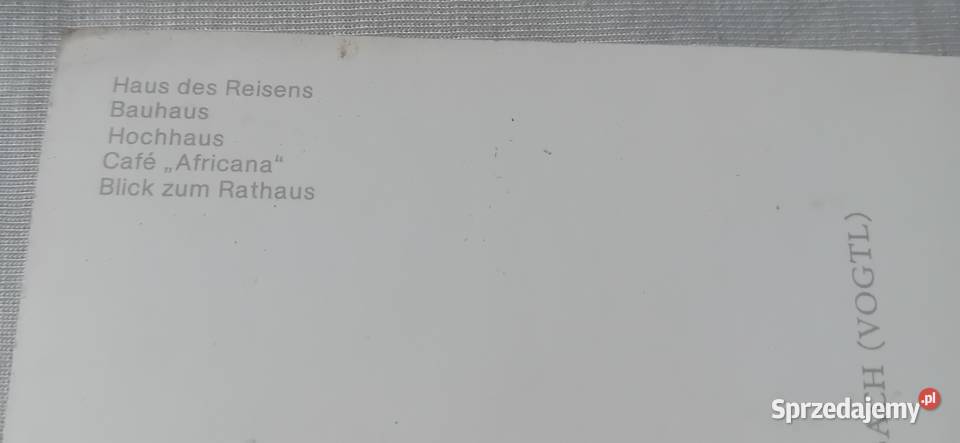 Haus des Reisens
Bauhaus
Hochhaus
Café „Africana“
Blick zum Rathaus
(VOGTL)
Sprzedajemy.pl